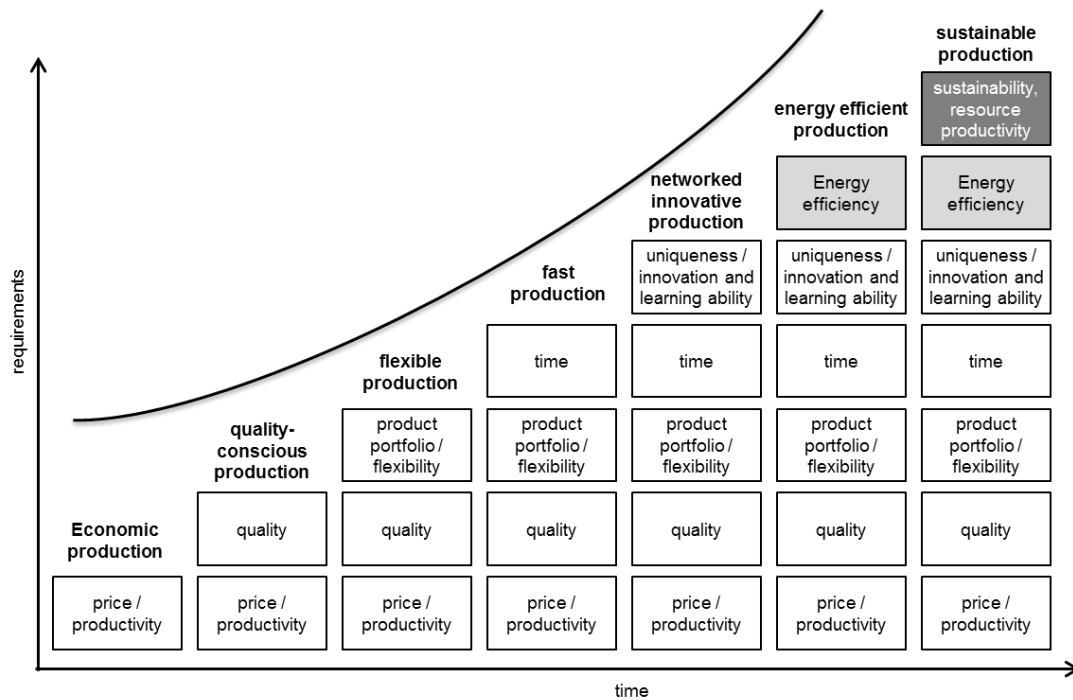 sustainable
production
sustainability,
resource
productivity
energy efficient
production
Energy
efficiency
Energy
efficiency
networked
innovative
production
uniqueness /
innovation and
learning ability
uniqueness /
innovation and
learning ability
uniqueness /
innovation and
learning ability
fast
production
time
time
time
time
flexible
production
product
portfolio /
flexibility
product
portfolio /
flexibility
product
portfolio /
flexibility
product
portfolio /
flexibility
product
portfolio /
flexibility
quality-
conscious
production
quality
quality
quality
quality
quality
quality
Economic
production
price /
productivity
price /
productivity
price /
productivity
price /
productivity
price /
productivity
price /
productivity
price /
productivity
requirements
time